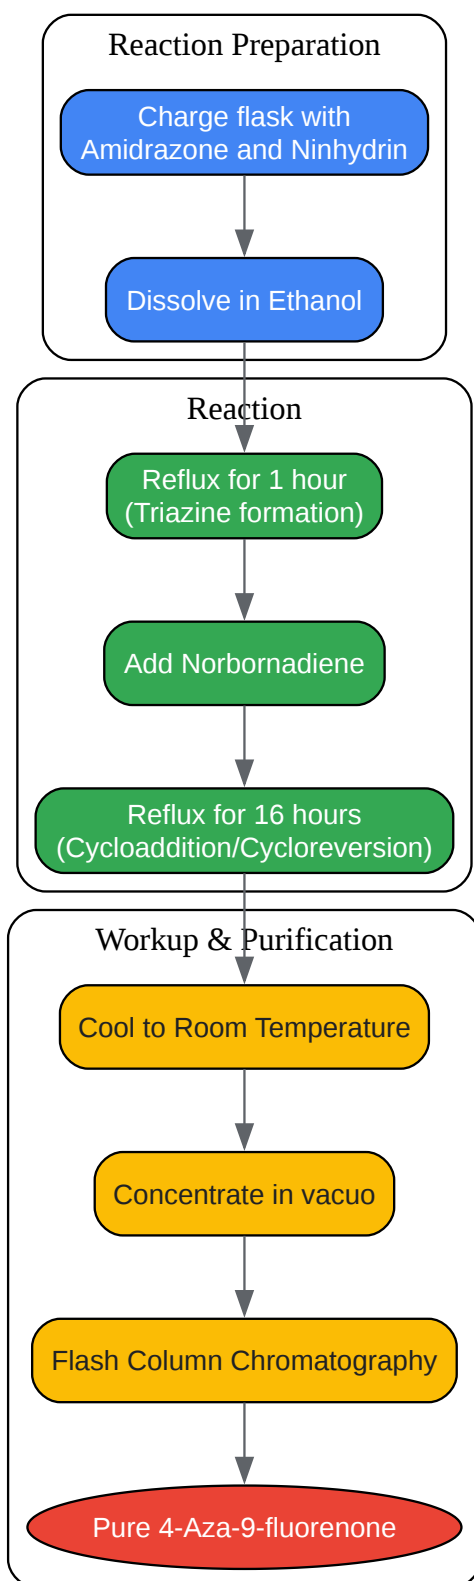 Reaction Preparation
Charge flask with
Amidrazone and Ninhydrin
Dissolve in Ethanol
Reaction
Reflux for 1 hour
(Triazine formation)
Add Norbornadiene
Reflux for 16 hours
(Cycloaddition/Cycloreversion)
Workup & Purification
Cool to Room Temperature
Concentrate in vacuo
Flash Column Chromatography
Pure 4-Aza-9-fluorenone